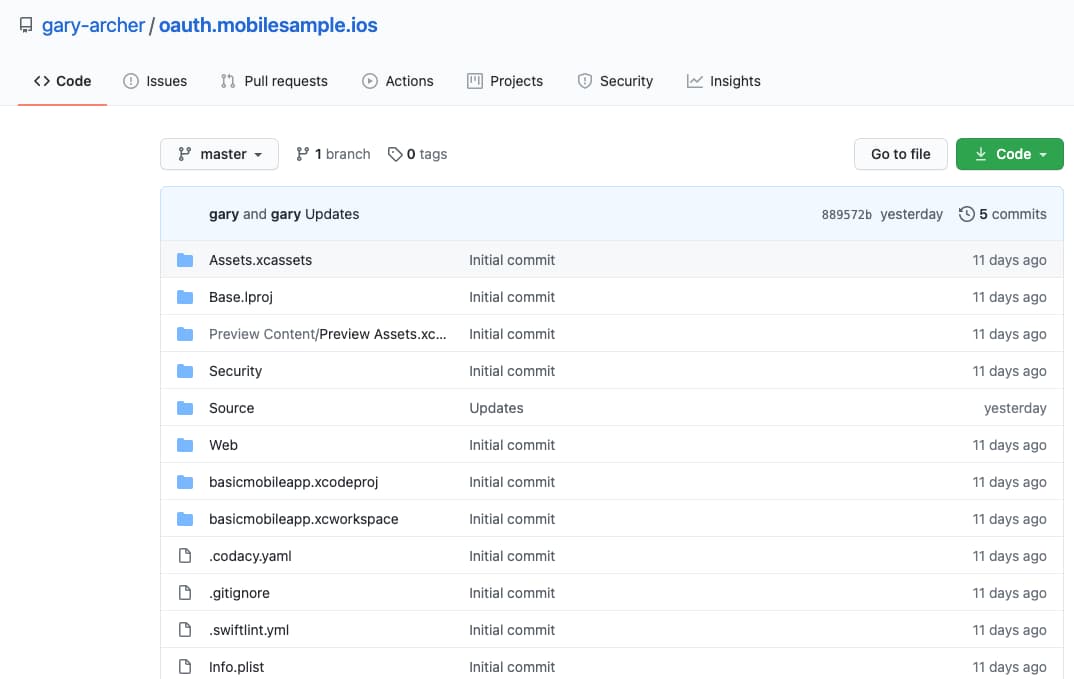 gary-archer / oauth.mobilesample.ios
Code Issues Pull requests Actions Projects Security Insights
master 1 branch 0 tags Go to file Code
gary and gary Updates 889572b yesterday 5 commits
Assets.xcassets Initial commit 11 days ago
Base.lproj Initial commit 11 days ago
Preview Content/Preview Assets.xc... Initial commit 11 days ago
Security Initial commit 11 days ago
Source Updates yesterday
Web Initial commit 11 days ago
basicmobileapp.xcodeproj Initial commit 11 days ago
basicmobileapp.xcworkspace Initial commit 11 days ago
.codacy.yaml Initial commit 11 days ago
.gitignore Initial commit 11 days ago
.swiftlint.yml Initial commit 11 days ago
Info.plist Initial commit 11 days ago